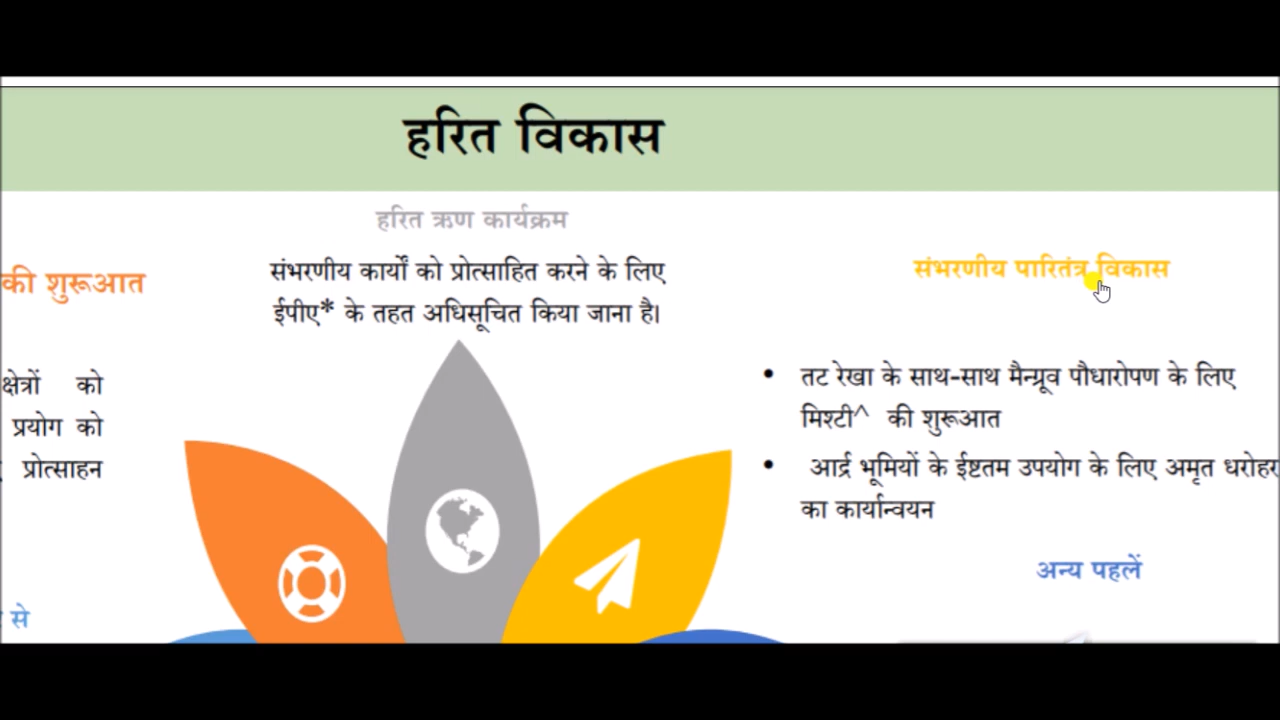 हरित विकास
हरित ऋण कार्यक्रम
संभरणीय कार्यों को प्रोत्साहित करने के लिए
ईपीए* के तहत अधिसूचित किया जाना है।
की शुरूआत
क्षेत्रों को
प्रयोग को
प्रोत्साहन
से
संभरणीय पारितंत्र विकास
• तट रेखा के साथ-साथ मैन्ग्रूव पौधारोपण के लिए
मिश्टी^ की शुरूआत
• आर्द्र भूमियों के ईष्टतम उपयोग के लिए अमृत धरोहर
का कार्यान्वयन
अन्य पहलें